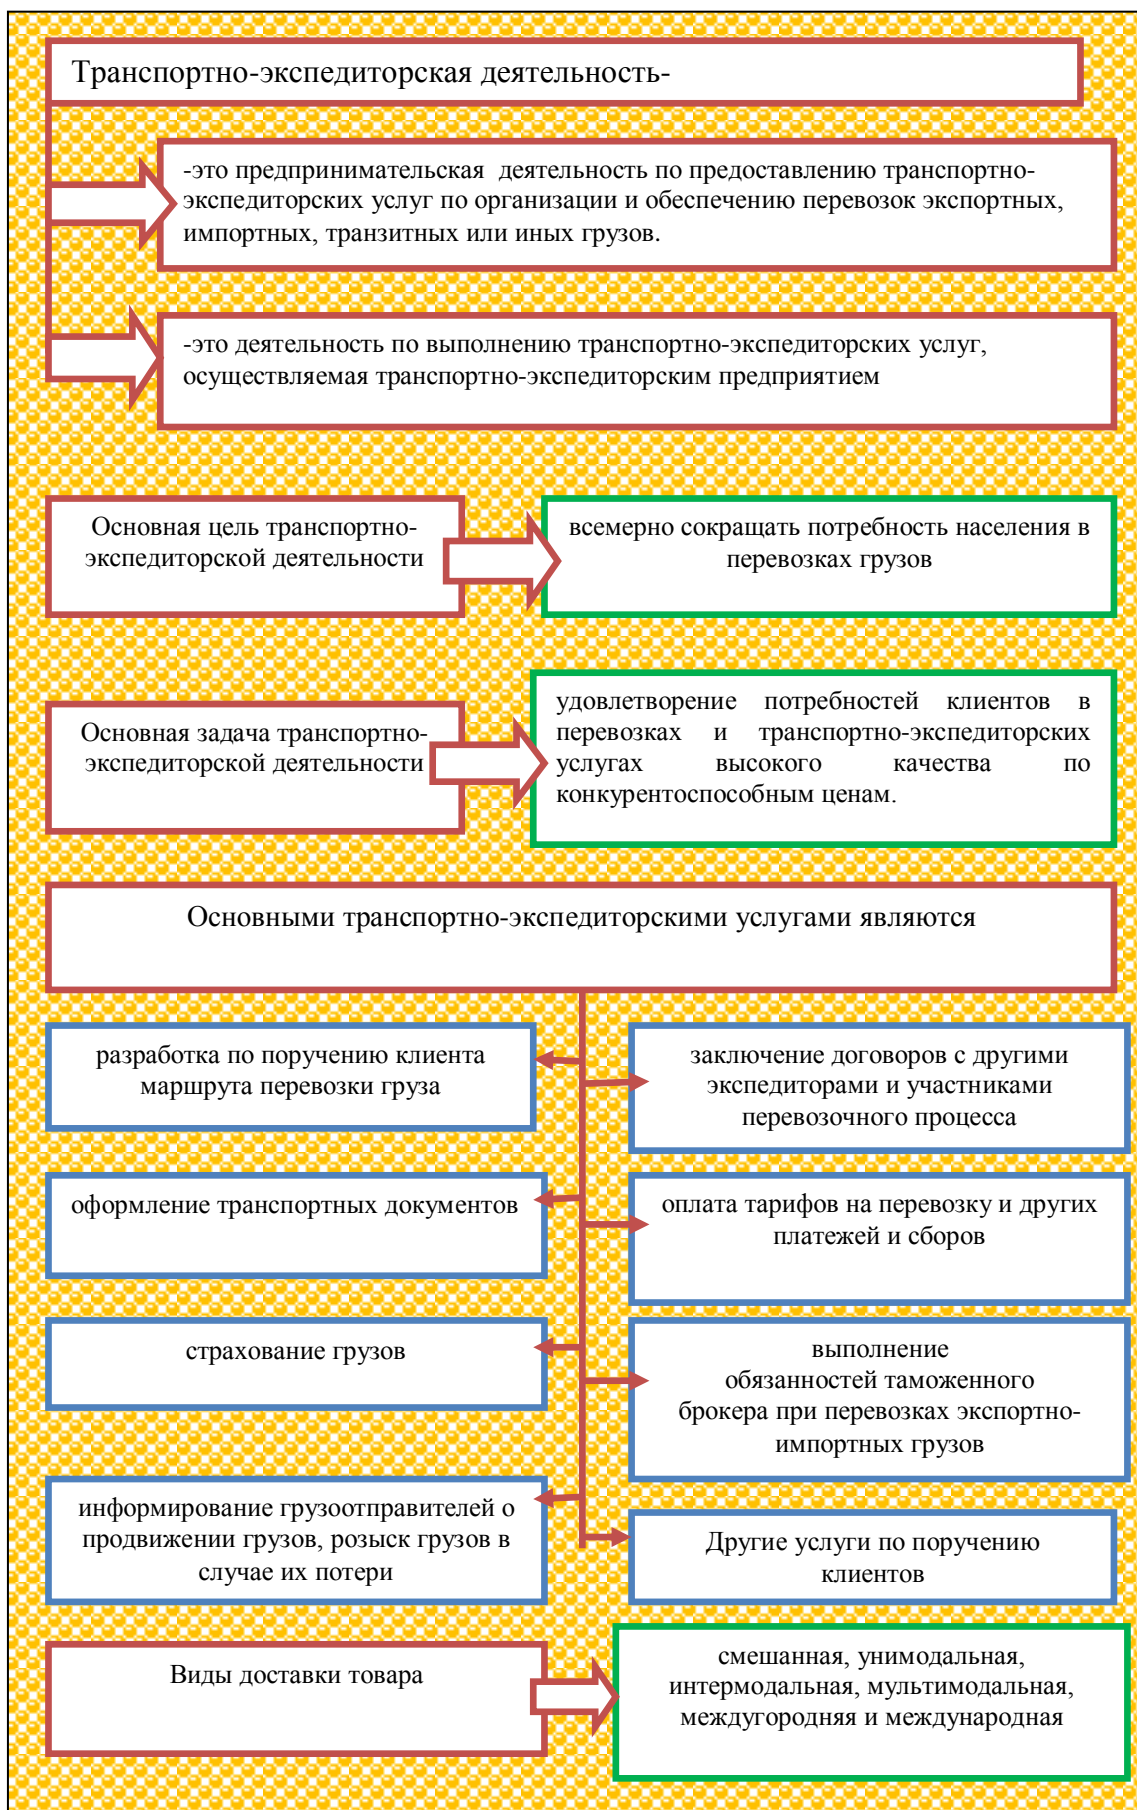 Транспортно-экспедиторская деятельность-
-это предпринимательская деятельность по предоставлению транспортно-
экспедиторских услуг по организации и обеспечению перевозок экспортных,
импортных, транзитных или иных грузов.
-это деятельность по выполнению транспортно-экспедиторских услуг,
осуществляемая транспортно-экспедиторским предприятием
Основная цель транспортно-
экспедиторской деятельности
всемерно сокращать потребность населения в
перевозках грузов
Основная задача транспортно-
экспедиторской деятельности
удовлетворение потребностей клиентов в
перевозках и транспортно-экспедиторских
услугах высокого качества по
конкурентоспособным ценам.
Основными транспортно-экспедиторскими услугами являются
разработка по поручению клиента
маршрута перевозки груза
заключение договоров с другими
экспедиторами и участниками
перевозочного процесса
оформление транспортных документов
оплата тарифов на перевозку и других
платежей и сборов
страхование грузов
выполнение
обязанностей таможенного
брокера при перевозках экспортно-
импортных грузов
информирование грузоотправителей о
продвижении грузов, розыск грузов в
случае их потери
Другие услуги по поручению
клиентов
Виды доставки товара
смешанная, унимодальная,
интермодальная, мультимодальная,
междугородняя и международная